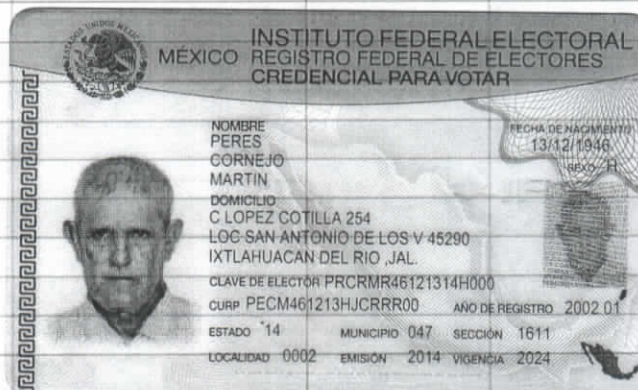 ESTADOS UNIDOS MEXICANOS
MÉXICO INSTITUTO FEDERAL ELECTORAL
REGISTRO FEDERAL DE ELECTORES
CREDENCIAL PARA VOTAR
NOMBRE
PERES
CORNEJO
MARTIN
FECHA DE NACIMIENTO
13/12/1946
SEXO H
DOMICILIO
C LOPEZ COTILLA 254
LOC SAN ANTONIO DE LOS V 45290
IXTLAHUACAN DEL RIO ,JAL.
CLAVE DE ELECTOR PRCRMR46121314H000
CURP PECM461213HJCRRR00 AÑO DE REGISTRO 2002 01
ESTADO 14 MUNICIPIO 047 SECCIÓN 1611
LOCALIDAD 0002 EMISIÓN 2014 VIGENCIA 2024